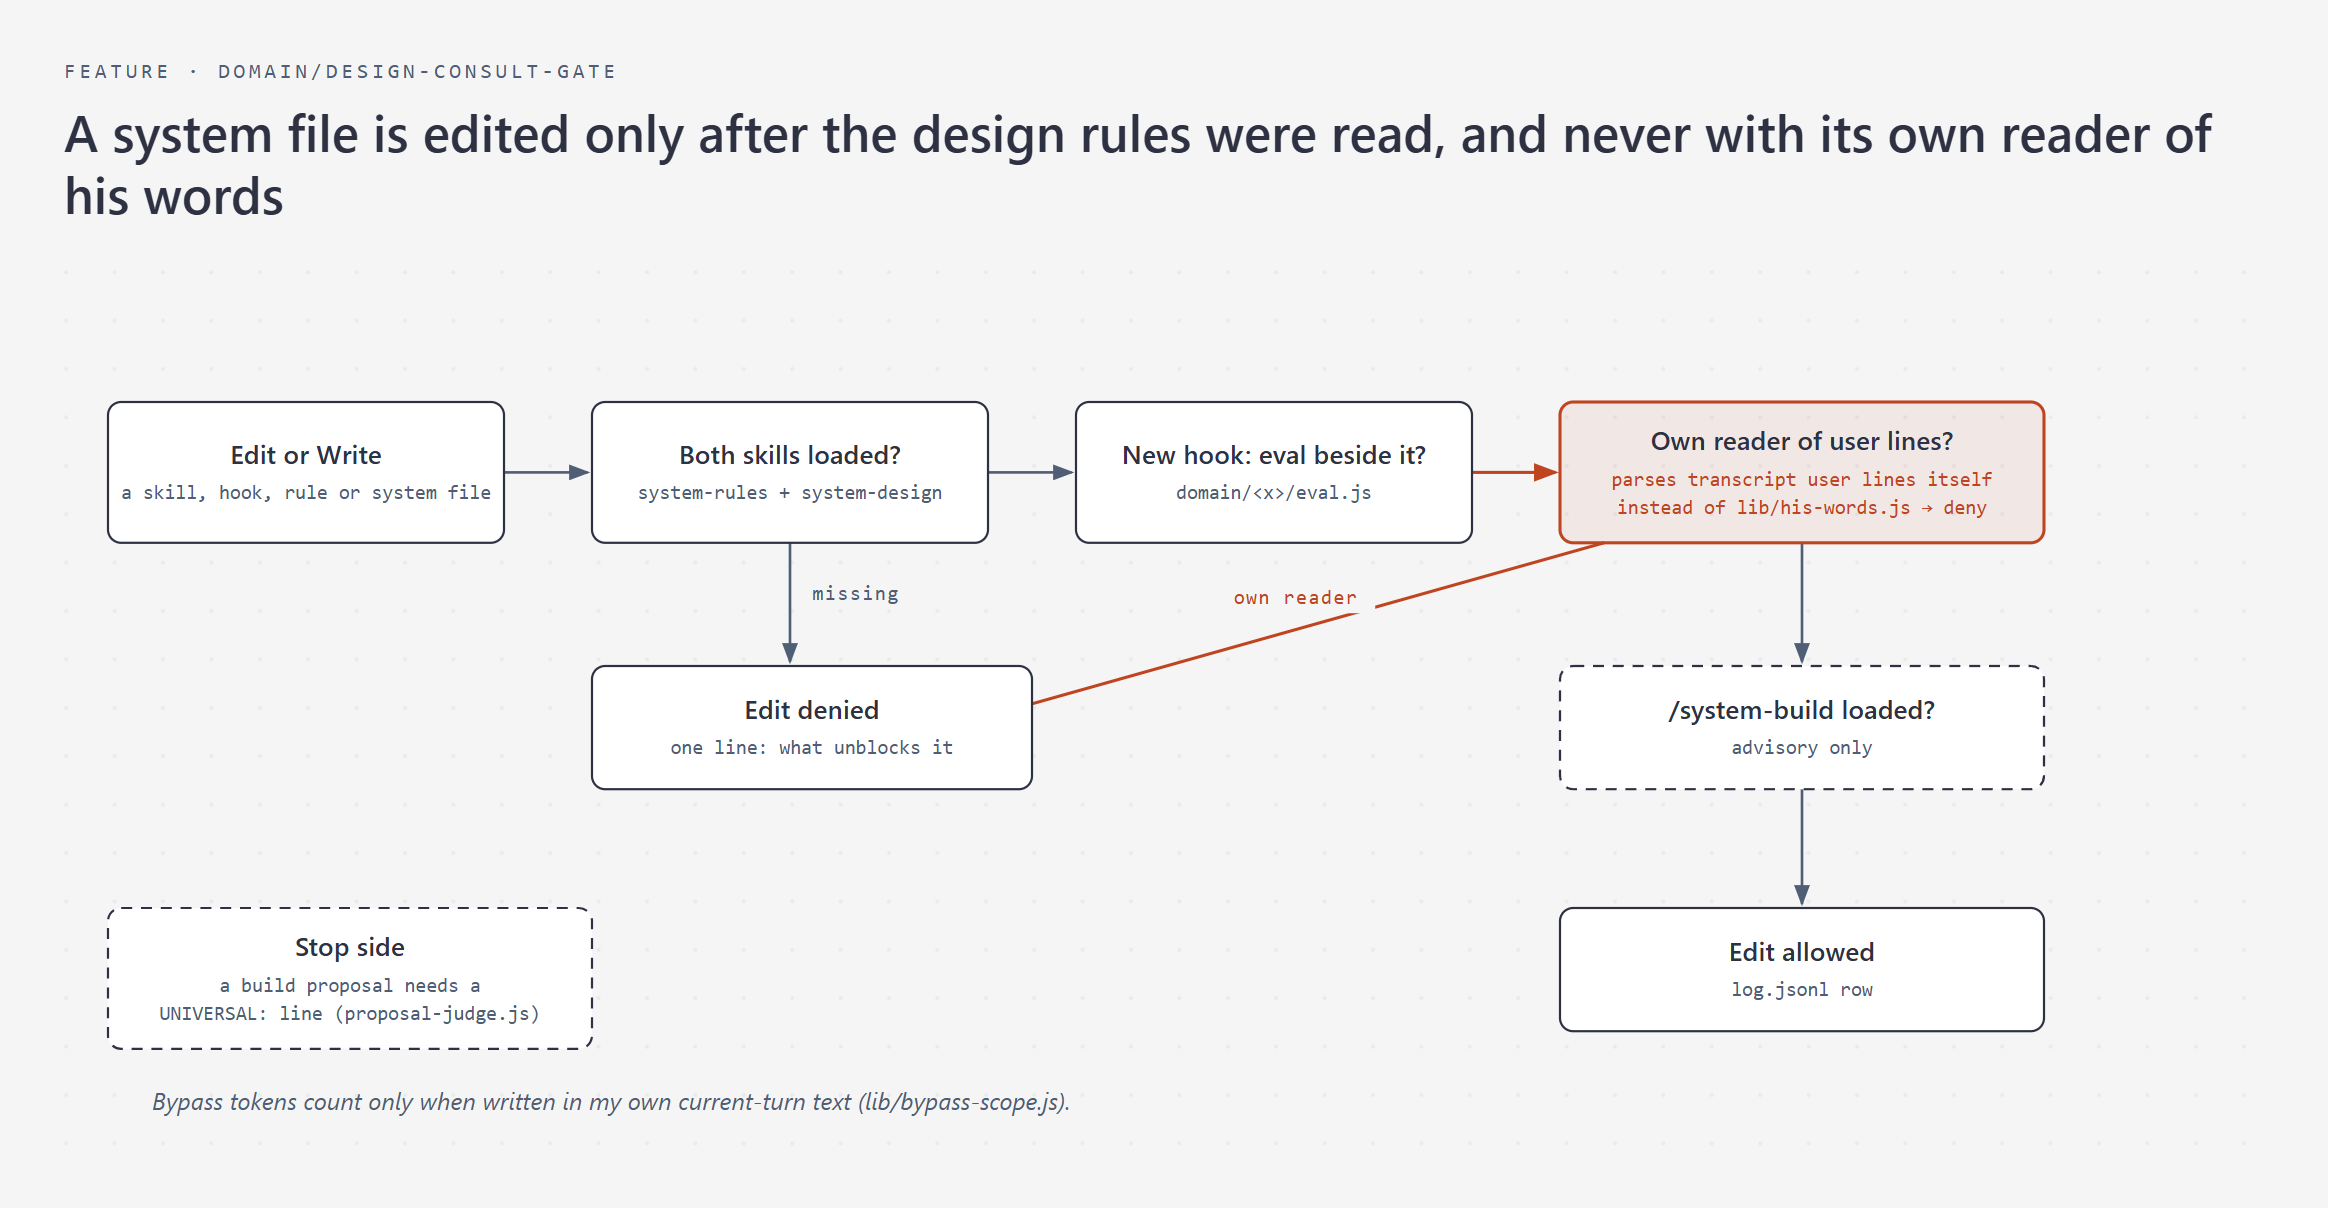 FEATURE · DOMAIN/DESIGN-CONSULT-GATE
A system file is edited only after the design rules were read, and never with its own reader of
his words
Edit or Write
a skill, hook, rule or system file
Both skills loaded?
system-rules + system-design
New hook: eval beside it?
domain/<x>/eval.js
Own reader of user lines?
parses transcript user lines itself
instead of lib/his-words.js → deny
missing
own reader
Edit denied
one line: what unblocks it
/system-build loaded?
advisory only
Stop side
a build proposal needs a
UNIVERSAL: line (proposal-judge.js)
Edit allowed
log.jsonl row
Bypass tokens count only when written in my own current-turn text (lib/bypass-scope.js).